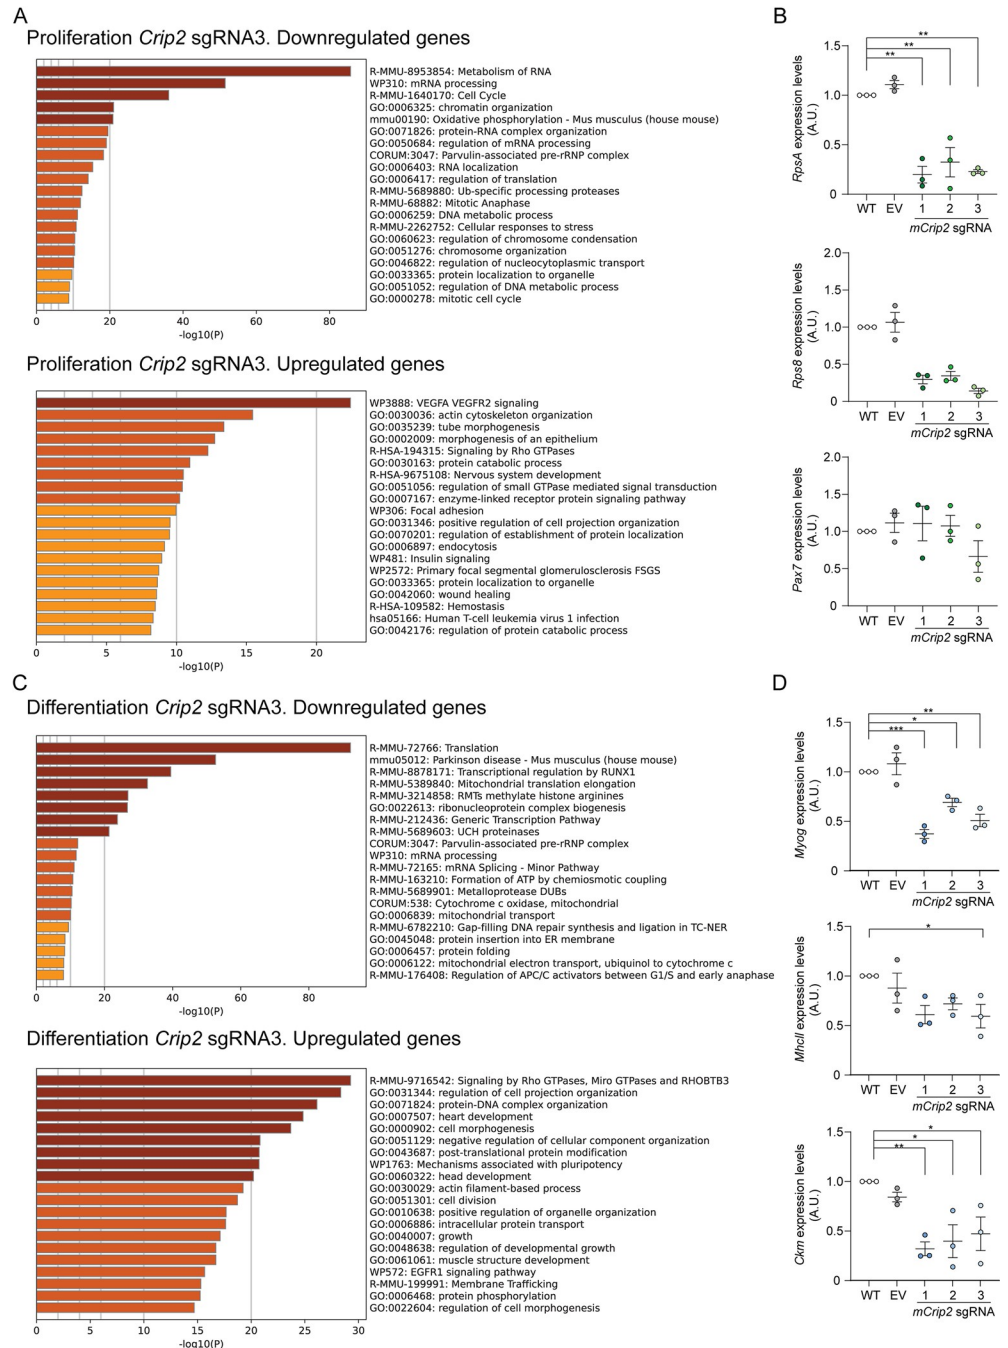 A
Proliferation Crip2 sgRNA3. Downregulated genes
R-MMU-8953854: Metabolism of RNA
WP310: mRNA processing
R-MMU-1640170: Cell Cycle
GO:0006325: chromatin organization
mmu00190: Oxidative phosphorylation - Mus musculus (house mouse)
GO:0071826: protein-RNA complex organization
GO:0050684: regulation of mRNA processing
CORUM:3047: Parvulin-associated pre-rRNP complex
GO:0006403: RNA localization
GO:0006417: regulation of translation
R-MMU-5689880: Ub-specific processing proteases
R-MMU-68882: Mitotic Anaphase
GO:0006259: DNA metabolic process
R-MMU-2262752: Cellular responses to stress
GO:0060623: regulation of chromosome condensation
GO:0051276: chromosome organization
GO:0046822: regulation of nucleocytoplasmic transport
GO:0033365: protein localization to organelle
GO:0051052: regulation of DNA metabolic process
GO:0000278: mitotic cell cycle
0 20 40 60 80
-log10(P)
Proliferation Crip2 sgRNA3. Upregulated genes
WP3888: VEGFA VEGFR2 signaling
GO:0030036: actin cytoskeleton organization
GO:0035239: tube morphogenesis
GO:0002009: morphogenesis of an epithelium
R-HSA-194315: Signaling by Rho GTPases
GO:0030163: protein catabolic process
R-HSA-9675108: Nervous system development
GO:0051056: regulation of small GTPase mediated signal transduction
GO:0007167: enzyme-linked receptor protein signaling pathway
WP306: Focal adhesion
GO:0031346: positive regulation of cell projection organization
GO:0070201: regulation of establishment of protein localization
GO:0006897: endocytosis
WP481: Insulin signaling
WP2572: Primary focal segmental glomerulosclerosis FSGS
GO:0033365: protein localization to organelle
GO:0042060: wound healing
R-HSA-109582: Hemostasis
hsa05166: Human T-cell leukemia virus 1 infection
GO:0042176: regulation of protein catabolic process
0 5 10 15 20
-log10(P)
B
RpsA expression levels
(A.U.)
1.5
1.0
0.5
0
**
**
**
WT EV 1 2 3
mCrip2 sgRNA
Rps8 expression levels
(A.U.)
2.0
1.5
1.0
0.5
0
WT EV 1 2 3
mCrip2 sgRNA
Pax7 expression levels
(A.U.)
2.0
1.5
1.0
0.5
0
WT EV 1 2 3
mCrip2 sgRNA
C
Differentiation Crip2 sgRNA3. Downregulated genes
R-MMU-72766: Translation
mmu05012: Parkinson disease - Mus musculus (house mouse)
R-MMU-8878171: Transcriptional regulation by RUNX1
R-MMU-5389840: Mitochondrial translation elongation
R-MMU-3214858: RMTs methylate histone arginines
GO:0022613: ribonucleoprotein complex biogenesis
R-MMU-212436: Generic Transcription Pathway
R-MMU-5689603: UCH proteinases
CORUM:3047: Parvulin-associated pre-rRNP complex
WP310: mRNA processing
R-MMU-72165: mRNA Splicing - Minor Pathway
R-MMU-163210: Formation of ATP by chemiosmotic coupling
R-MMU-5689901: Metalloprotease DUBs
CORUM:538: Cytochrome c oxidase, mitochondrial
GO:0006839: mitochondrial transport
R-MMU-6782210: Gap-filling DNA repair synthesis and ligation in TC-NER
GO:0045048: protein insertion into ER membrane
GO:0006457: protein folding
GO:0006122: mitochondrial electron transport, ubiquinol to cytochrome c
R-MMU-176408: Regulation of APC/C activators between G1/S and early anaphase
0 20 40 60 80
-log10(P)
Differentiation Crip2 sgRNA3. Upregulated genes
R-MMU-9716542: Signaling by Rho GTPases, Miro GTPases and RHOBTB3
GO:0031344: regulation of cell projection organization
GO:0071824: protein-DNA complex organization
GO:0007507: heart development
GO:0000902: cell morphogenesis
GO:0051129: negative regulation of cellular component organization
GO:0043687: post-translational protein modification
WP1763: Mechanisms associated with pluripotency
GO:0060322: head development
GO:0030029: actin filament-based process
GO:0051301: cell division
GO:0010638: positive regulation of organelle organization
GO:0006886: intracellular protein transport
GO:0040007: growth
GO:0048638: regulation of developmental growth
GO:0061061: muscle structure development
WP572: EGFR1 signaling pathway
R-MMU-199991: Membrane Trafficking
GO:0006468: protein phosphorylation
GO:0022604: regulation of cell morphogenesis
0 5 10 15 20 25 30
-log10(P)
D
Myog expression levels
(A.U.)
1.5
1.0
0.5
0
**
*
***
WT EV 1 2 3
mCrip2 sgRNA
MhcII expression levels
(A.U.)
1.5
1.0
0.5
0
*
WT EV 1 2 3
mCrip2 sgRNA
Ckm expression levels
(A.U.)
1.5
1.0
0.5
0
*
*
**
WT EV 1 2 3
mCrip2 sgRNA